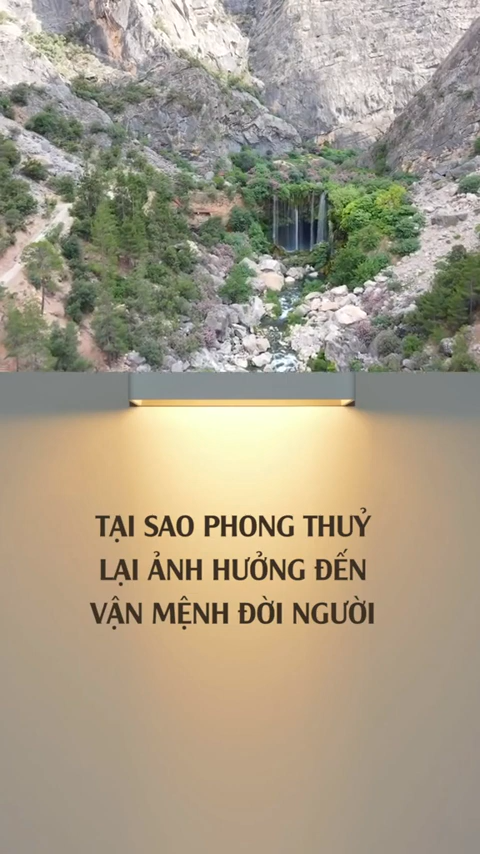 TẠI SAO PHONG THUỶ
LẠI ẢNH HƯỞNG ĐẾN
VẬN MỆNH ĐỜI NGƯỜI